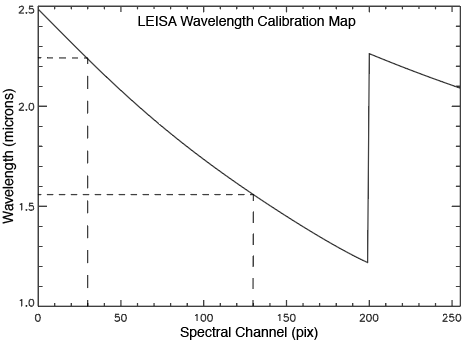 LEISA Wavelength Calibration Map
2.5
2.0
1.5
1.0
Wavelength (microns)
0 50 100 150 200 250
Spectral Channel (pix)